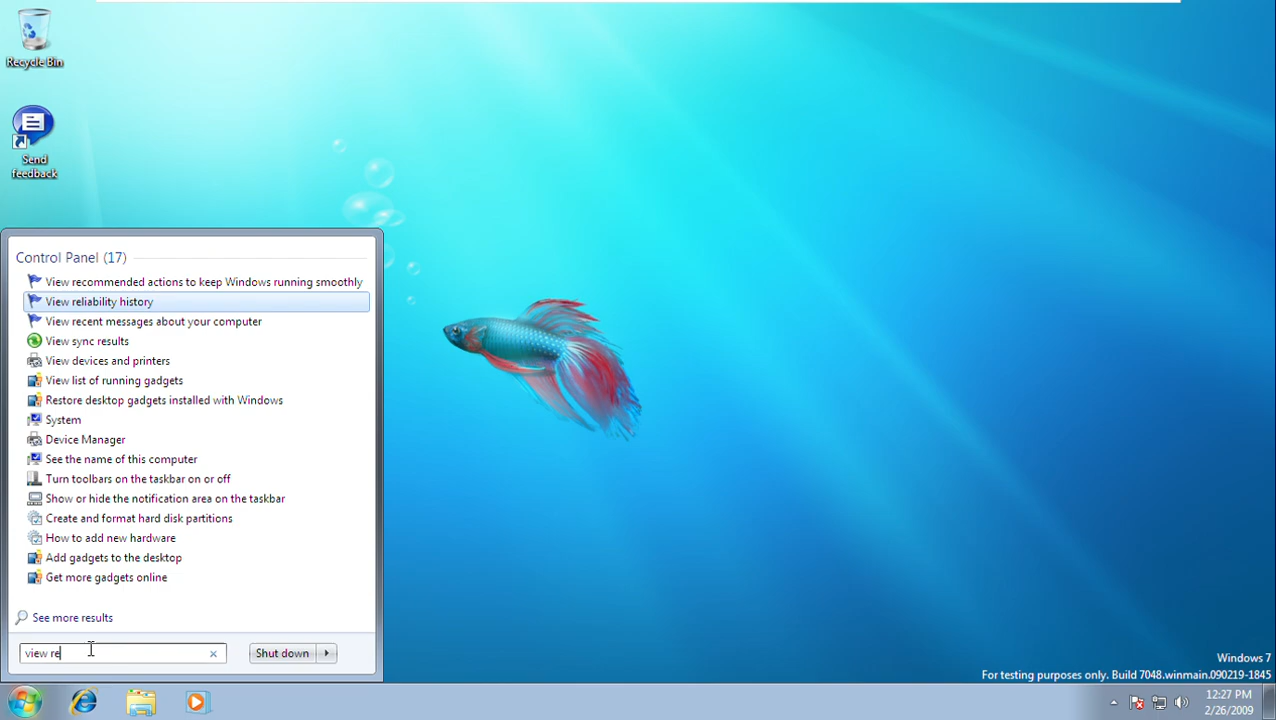 Recycle Bin
Send
feedback
Control Panel (17)
View recommended actions to keep Windows running smoothly
View reliability history
View recent messages about your computer
View sync results
View devices and printers
View list of running gadgets
Restore desktop gadgets installed with Windows
System
Device Manager
See the name of this computer
Turn toolbars on the taskbar on or off
Show or hide the notification area on the taskbar
Create and format hard disk partitions
How to add new hardware
Add gadgets to the desktop
Get more gadgets online
See more results
view re
Shut down
Windows 7
For testing purposes only. Build 7048.winmain.090219-1845
12:27 PM
2/26/2009